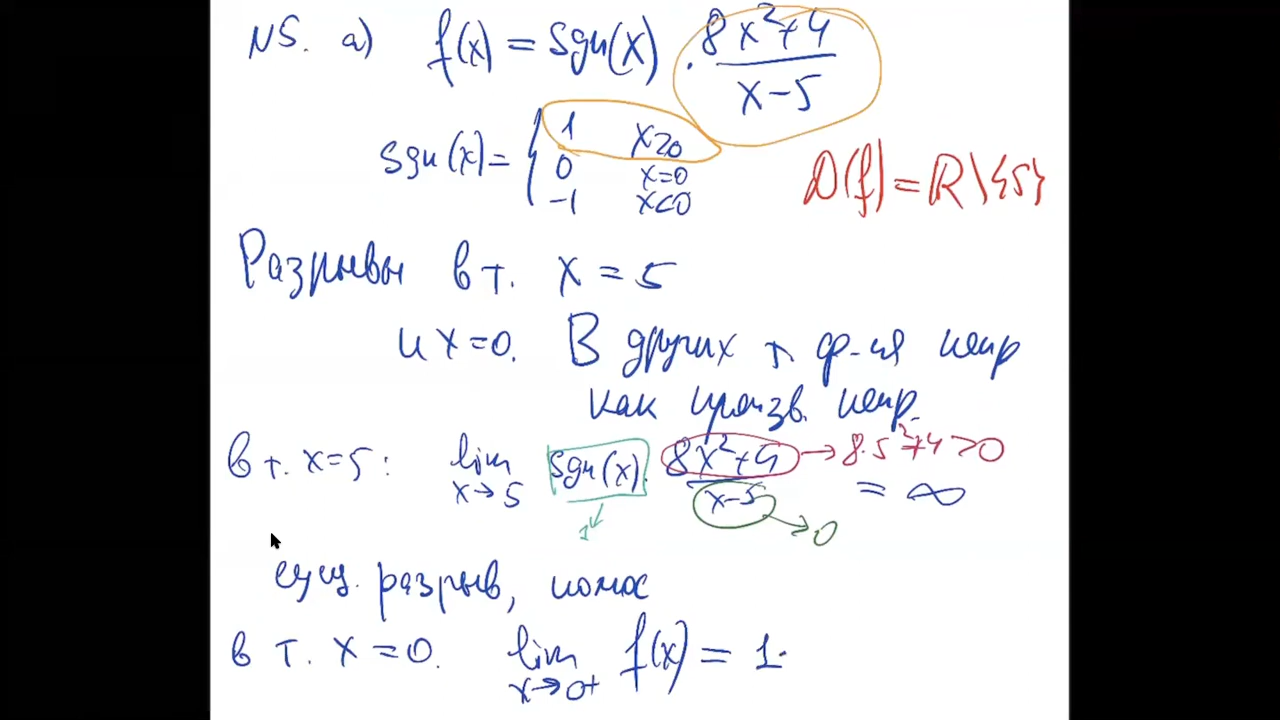 N5. а) f(x) = sgn(x) · (8x²+4)/(x-5)
sgn(x) = { 1 x>0
0 x=0
-1 x<0
D(f) = R\{5}
Разрывы в т. x = 5
и x=0. В других т. ф-ия непр
как произв. непр.
в т. x=5: lim x→5 sgn(x) · (8x²+4)/(x-5) → 8·5²+4>0
= ∞
1
→ 0
сущ. разрыв, полюс
в т. x=0. lim x→0+ f(x) = 1·